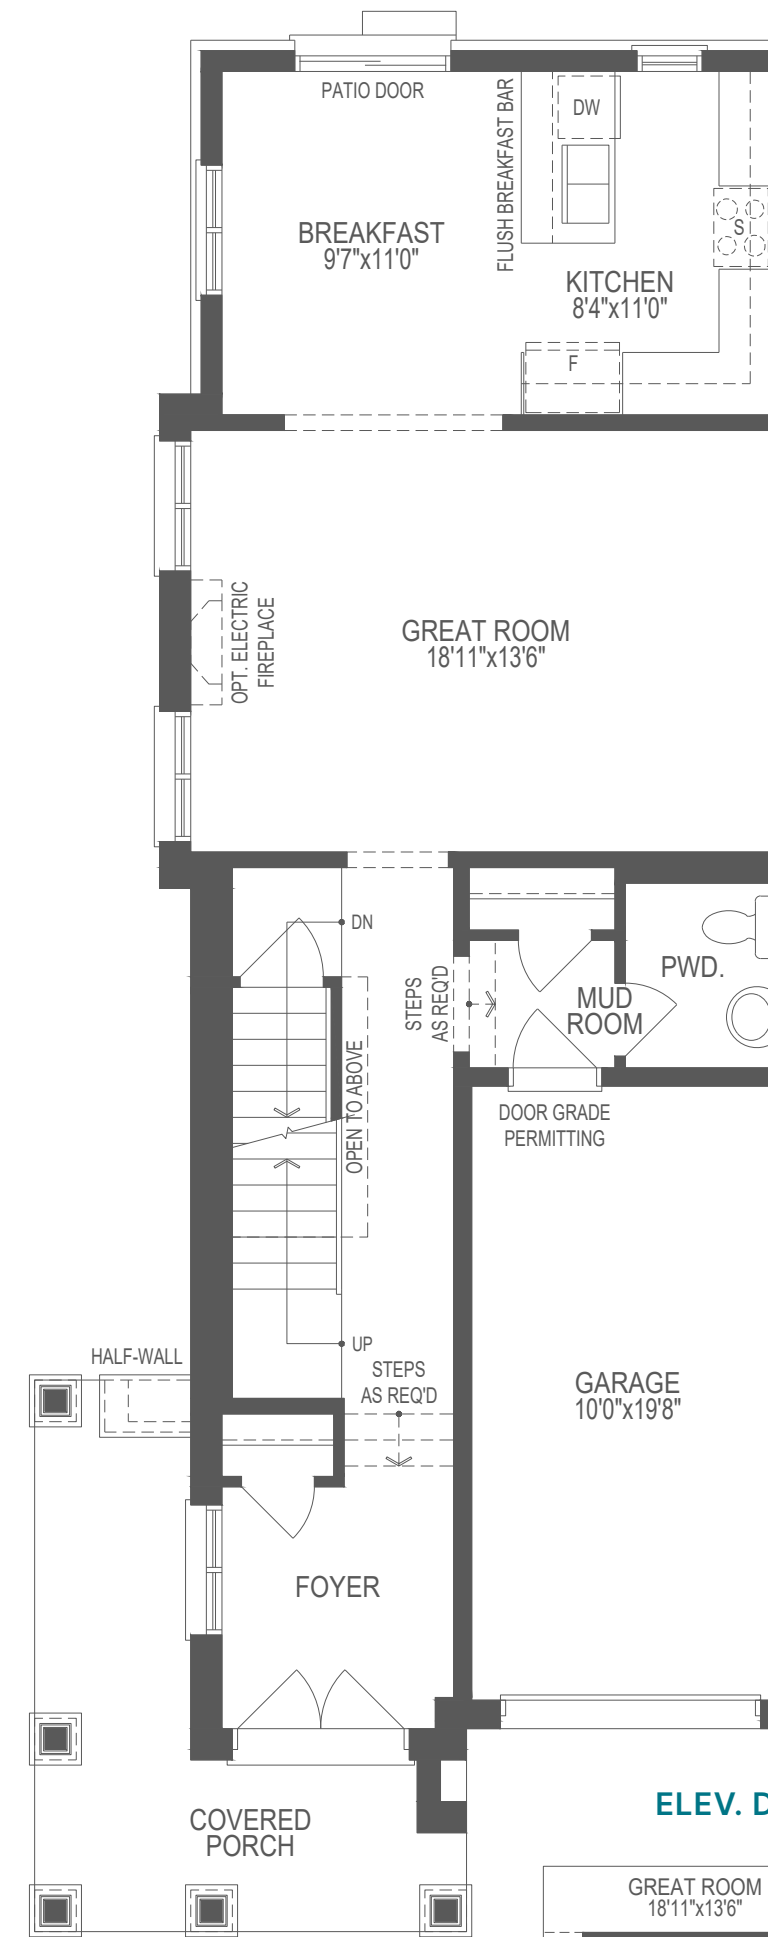 PATIO DOOR
FLUSH BREAKFAST BAR
DW
BREAKFAST
9'7"x11'0"
S
KITCHEN
8'4"x11'0"
F
OPT. ELECTRIC
FIREPLACE
GREAT ROOM
18'11"x13'6"
DN
STEPS
AS REQ'D
PWD.
MUD
ROOM
OPEN TO ABOVE
DOOR GRADE
PERMITTING
UP
HALF-WALL
STEPS
AS REQ'D
GARAGE
10'0"x19'8"
FOYER
COVERED
PORCH
ELEV. D
GREAT ROOM
18'11"x13'6"